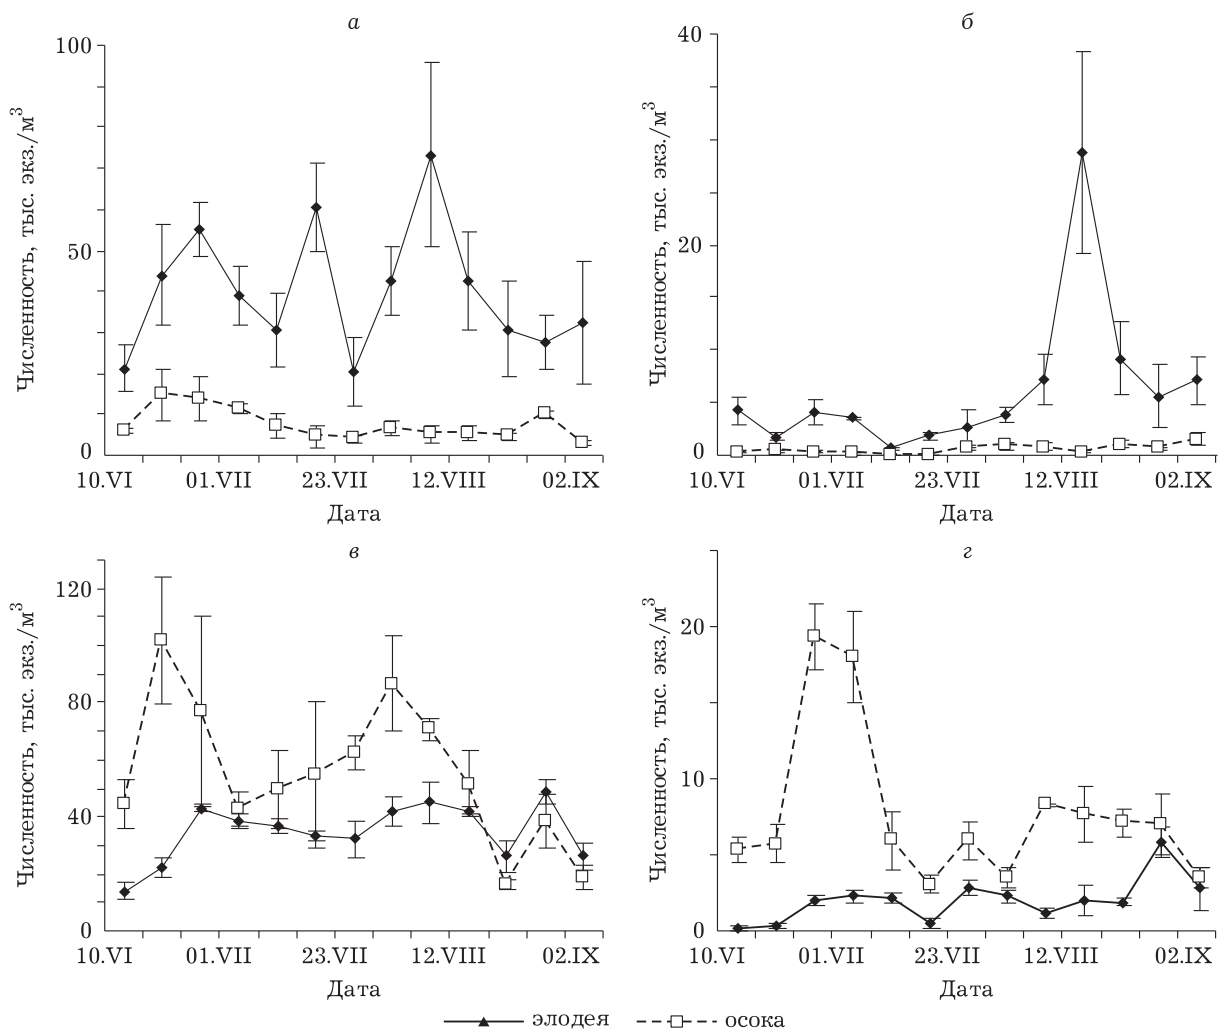 а
Численность, тыс. экз./м³
100
50
0
10.VI 01.VII 23.VII 12.VIII 02.IX
Дата
б
Численность, тыс. экз./м³
40
20
0
10.VI 01.VII 23.VII 12.VIII 02.IX
Дата
в
Численность, тыс. экз./м³
120
80
40
0
10.VI 01.VII 23.VII 12.VIII 02.IX
Дата
г
Численность, тыс. экз./м³
20
10
0
10.VI 01.VII 23.VII 12.VIII 02.IX
Дата
элодея осока